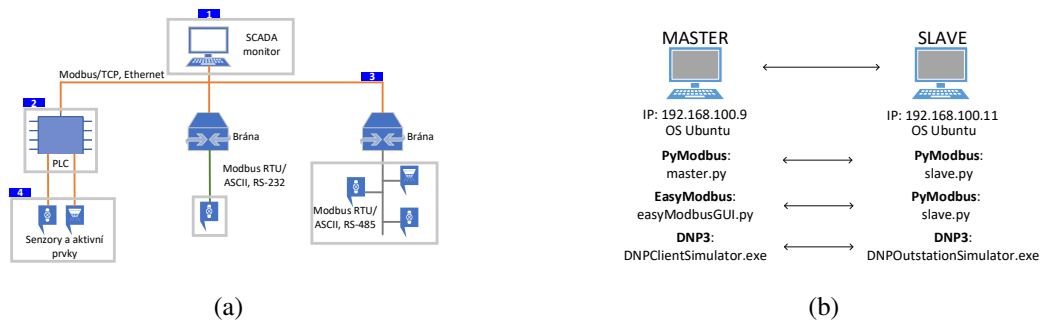 1
SCADA
monitor
Modbus/TCP, Ethernet
3
2
PLC
Brána
Brána
Modbus RTU/
ASCII, RS-232
4
Senzory a aktivní
prvky
Modbus RTU/
ASCII, RS-485
(a)
MASTER
SLAVE
IP: 192.168.100.9
OS Ubuntu
IP: 192.168.100.11
OS Ubuntu
PyModbus:
master.py
PyModbus:
slave.py
EasyModbus:
easyModbusGUI.py
PyModbus:
slave.py
DNP3:
DNPClientSimulator.exe
DNP3:
DNPOutstationSimulator.exe
(b)